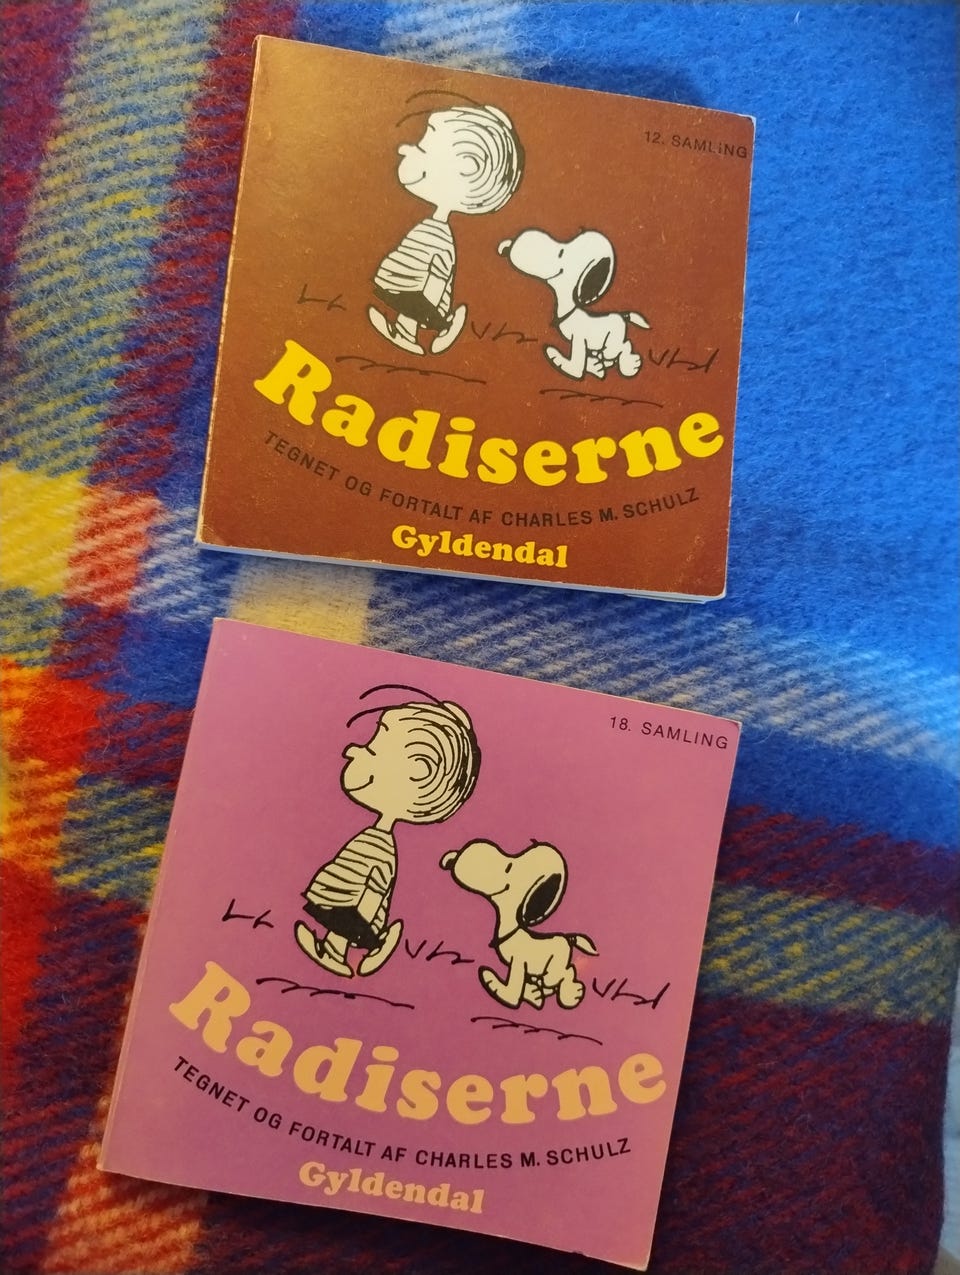 12. SAMLING
Radiserne
TEGNET OG FORTALT AF CHARLES M. SCHULZ
Gyldendal
18. SAMLING
Radiserne
TEGNET OG FORTALT AF CHARLES M. SCHULZ
Gyldendal